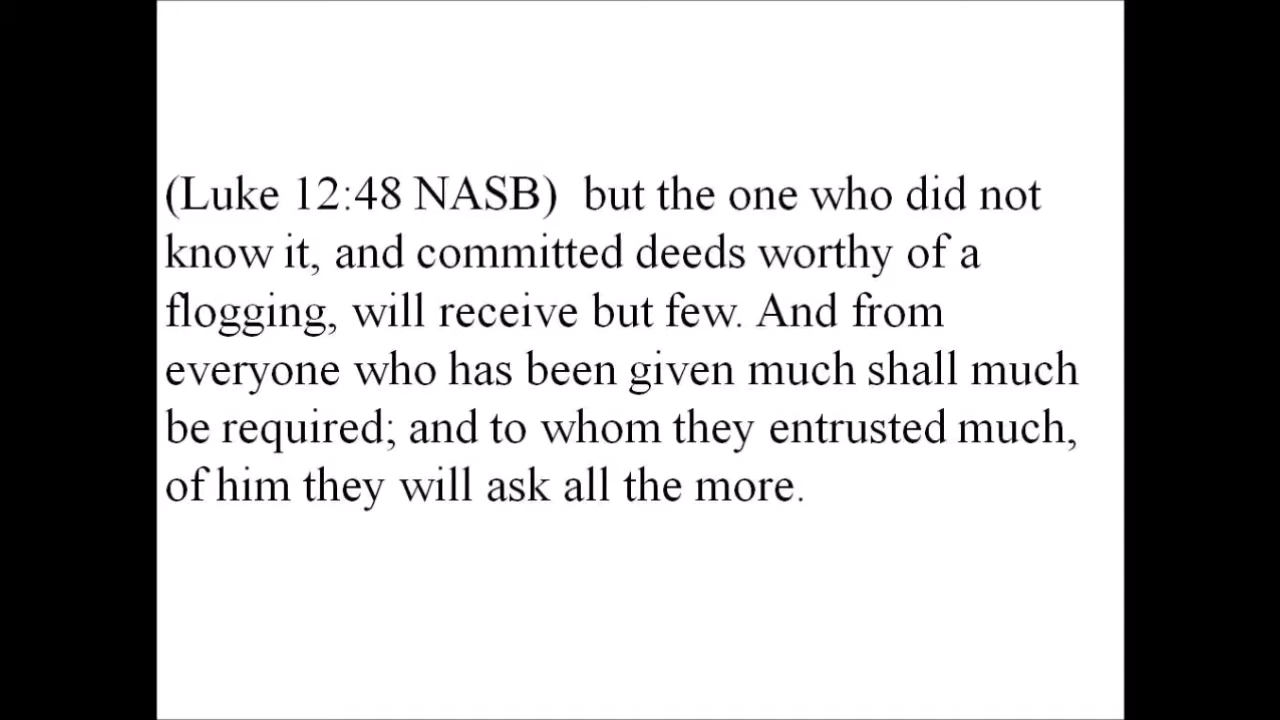 (Luke 12:48 NASB)  but the one who did not
know it, and committed deeds worthy of a
flogging, will receive but few. And from
everyone who has been given much shall much
be required; and to whom they entrusted much,
of him they will ask all the more.